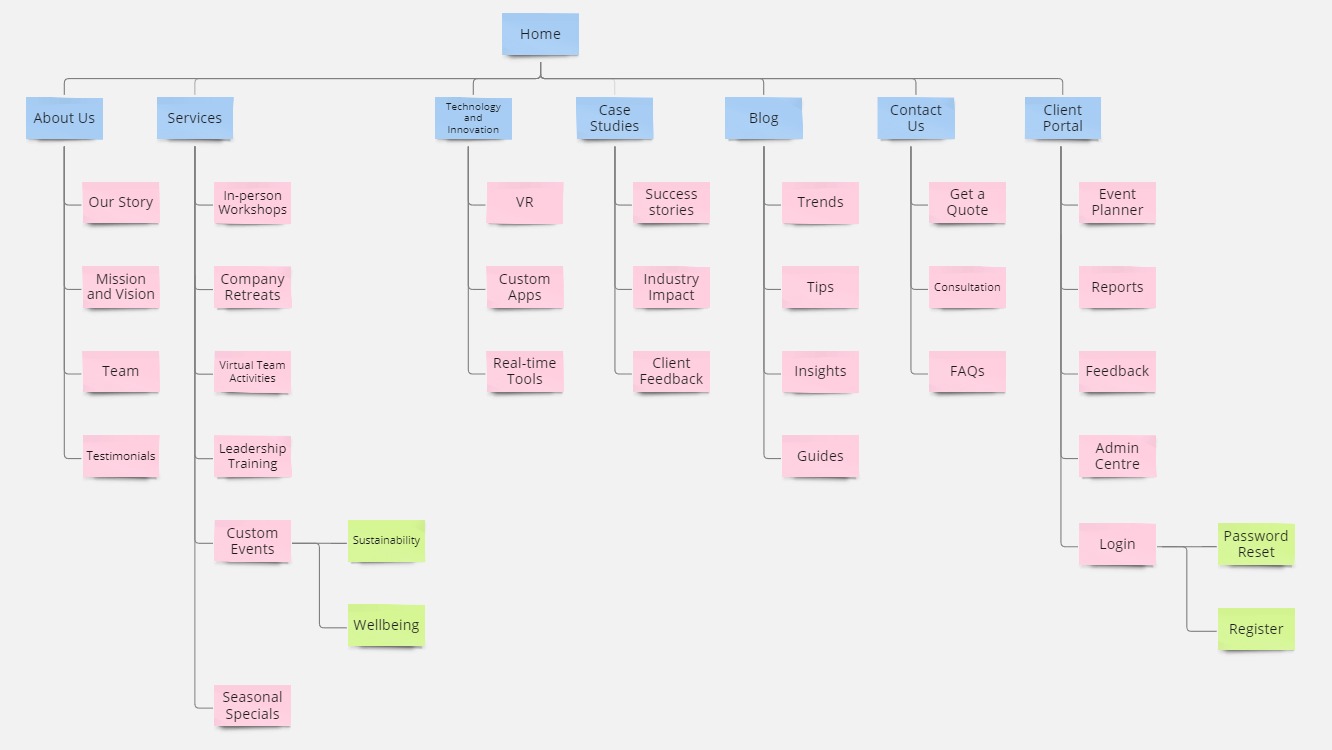 Home
About Us
Services
Technology
and
Innovation
Case
Studies
Blog
Contact
Us
Client
Portal
Our Story
Mission
and Vision
Team
Testimonials
In-person
Workshops
Company
Retreats
Virtual Team
Activities
Leadership
Training
Custom
Events
Sustainability
Wellbeing
Seasonal
Specials
VR
Custom
Apps
Real-time
Tools
Success
stories
Industry
Impact
Client
Feedback
Trends
Tips
Insights
Guides
Get a
Quote
Consultation
FAQs
Event
Planner
Reports
Feedback
Admin
Centre
Login
Password
Reset
Register